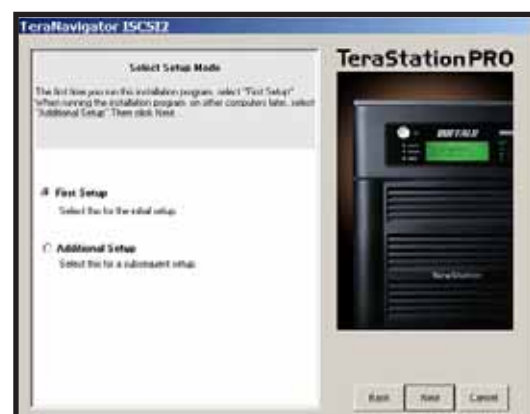 TeraNavigator ISCSI2
Select Setup Mode
The first time you run this installation program, select "First Setup"
When running the installation program on other computers later, select
"Additional Setup". Then click Next.
First Setup
Select this for the initial setup.
Additional Setup
Select this for a subsequent setup.
TeraStation PRO
BUFFALO
TeraStation
Back
Next
Cancel